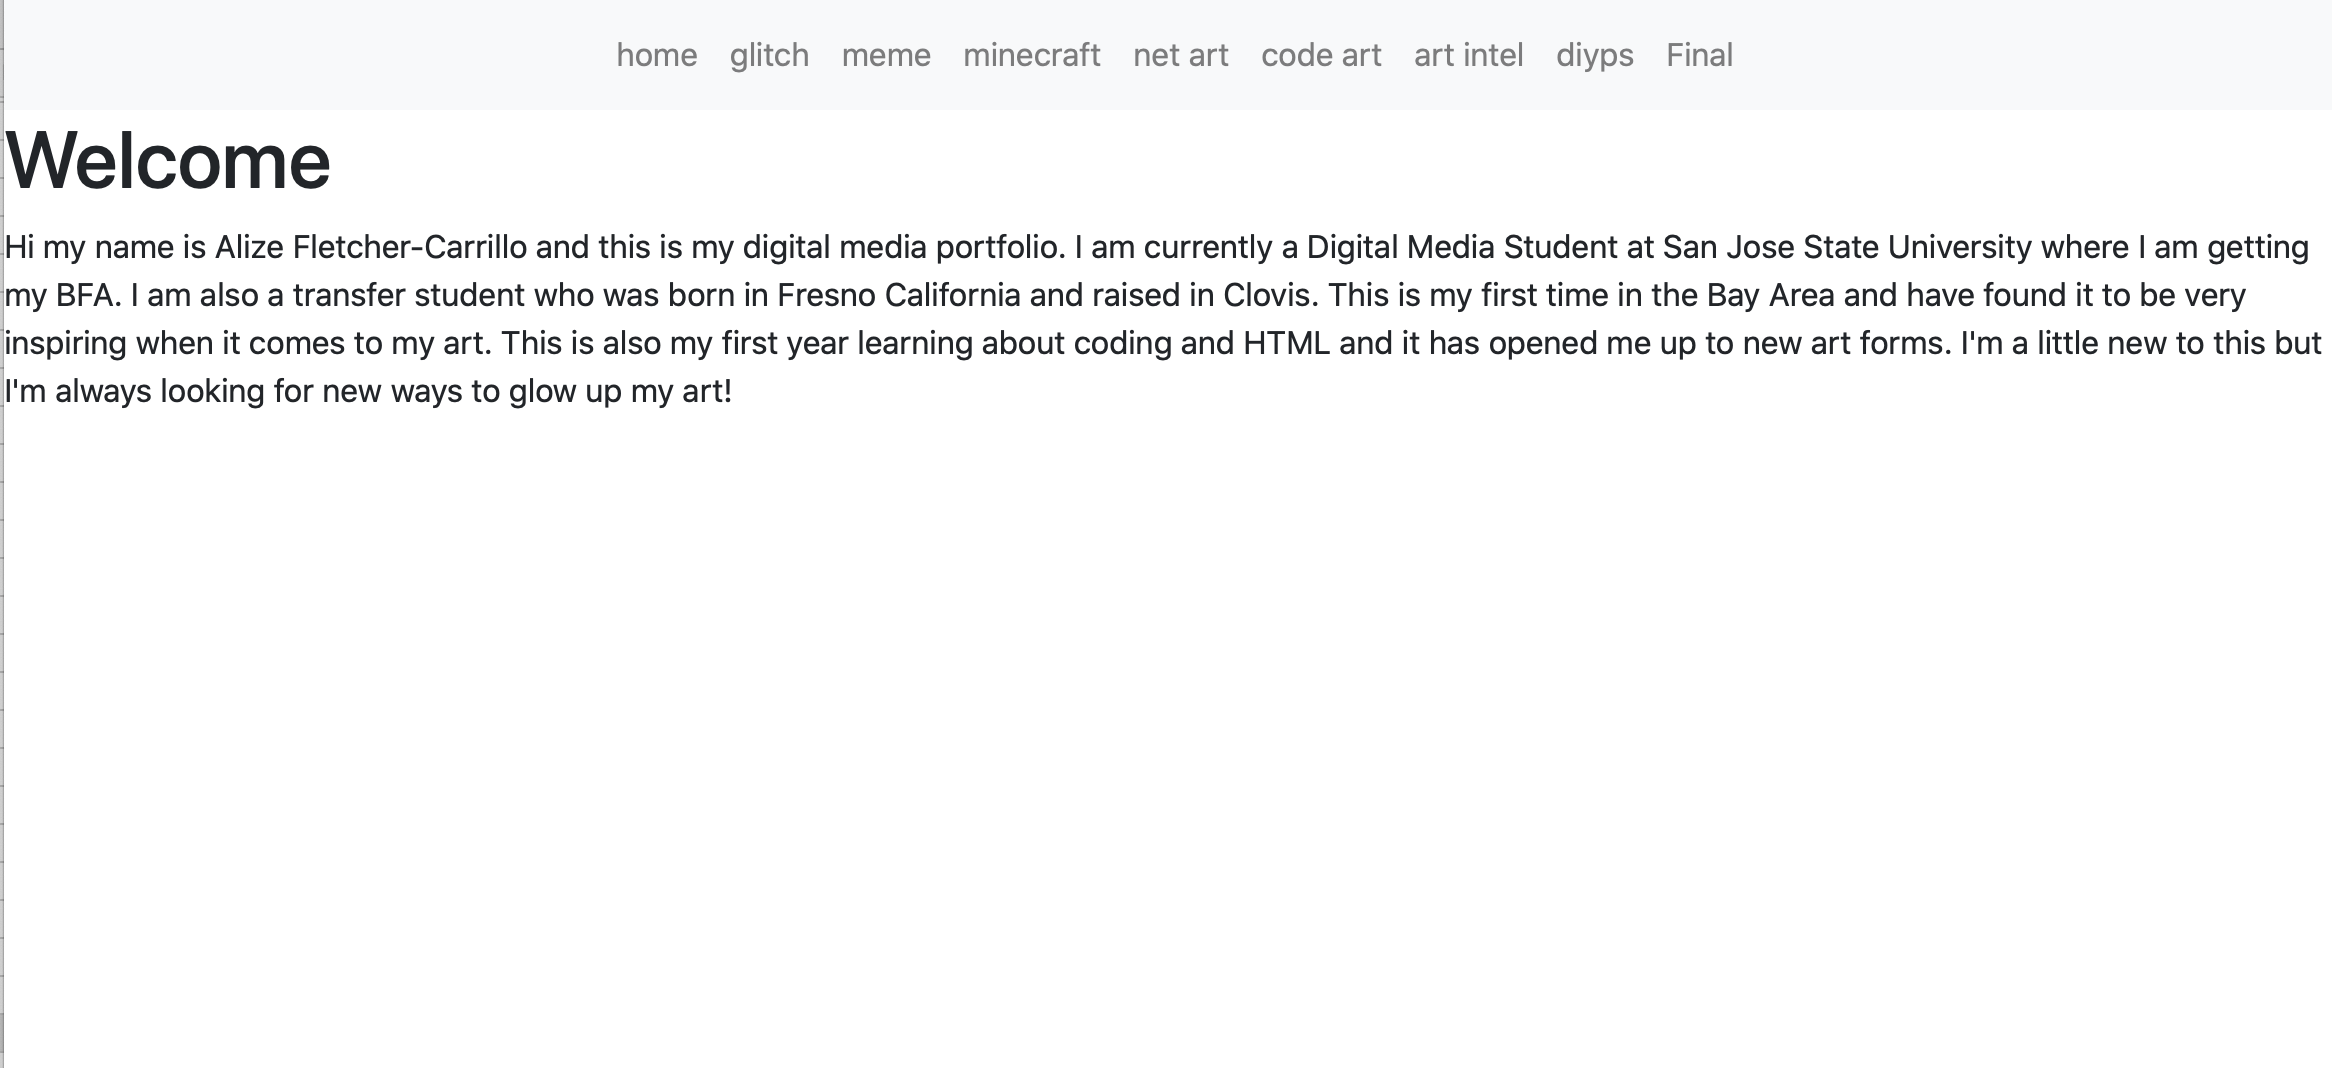 home glitch meme minecraft net art code art art intel diyps Final
Welcome
Hi my name is Alize Fletcher-Carrillo and this is my digital media portfolio. I am currently a Digital Media Student at San Jose State University where I am getting
my BFA. I am also a transfer student who was born in Fresno California and raised in Clovis. This is my first time in the Bay Area and have found it to be very
inspiring when it comes to my art. This is also my first year learning about coding and HTML and it has opened me up to new art forms. I'm a little new to this but
I'm always looking for new ways to glow up my art!